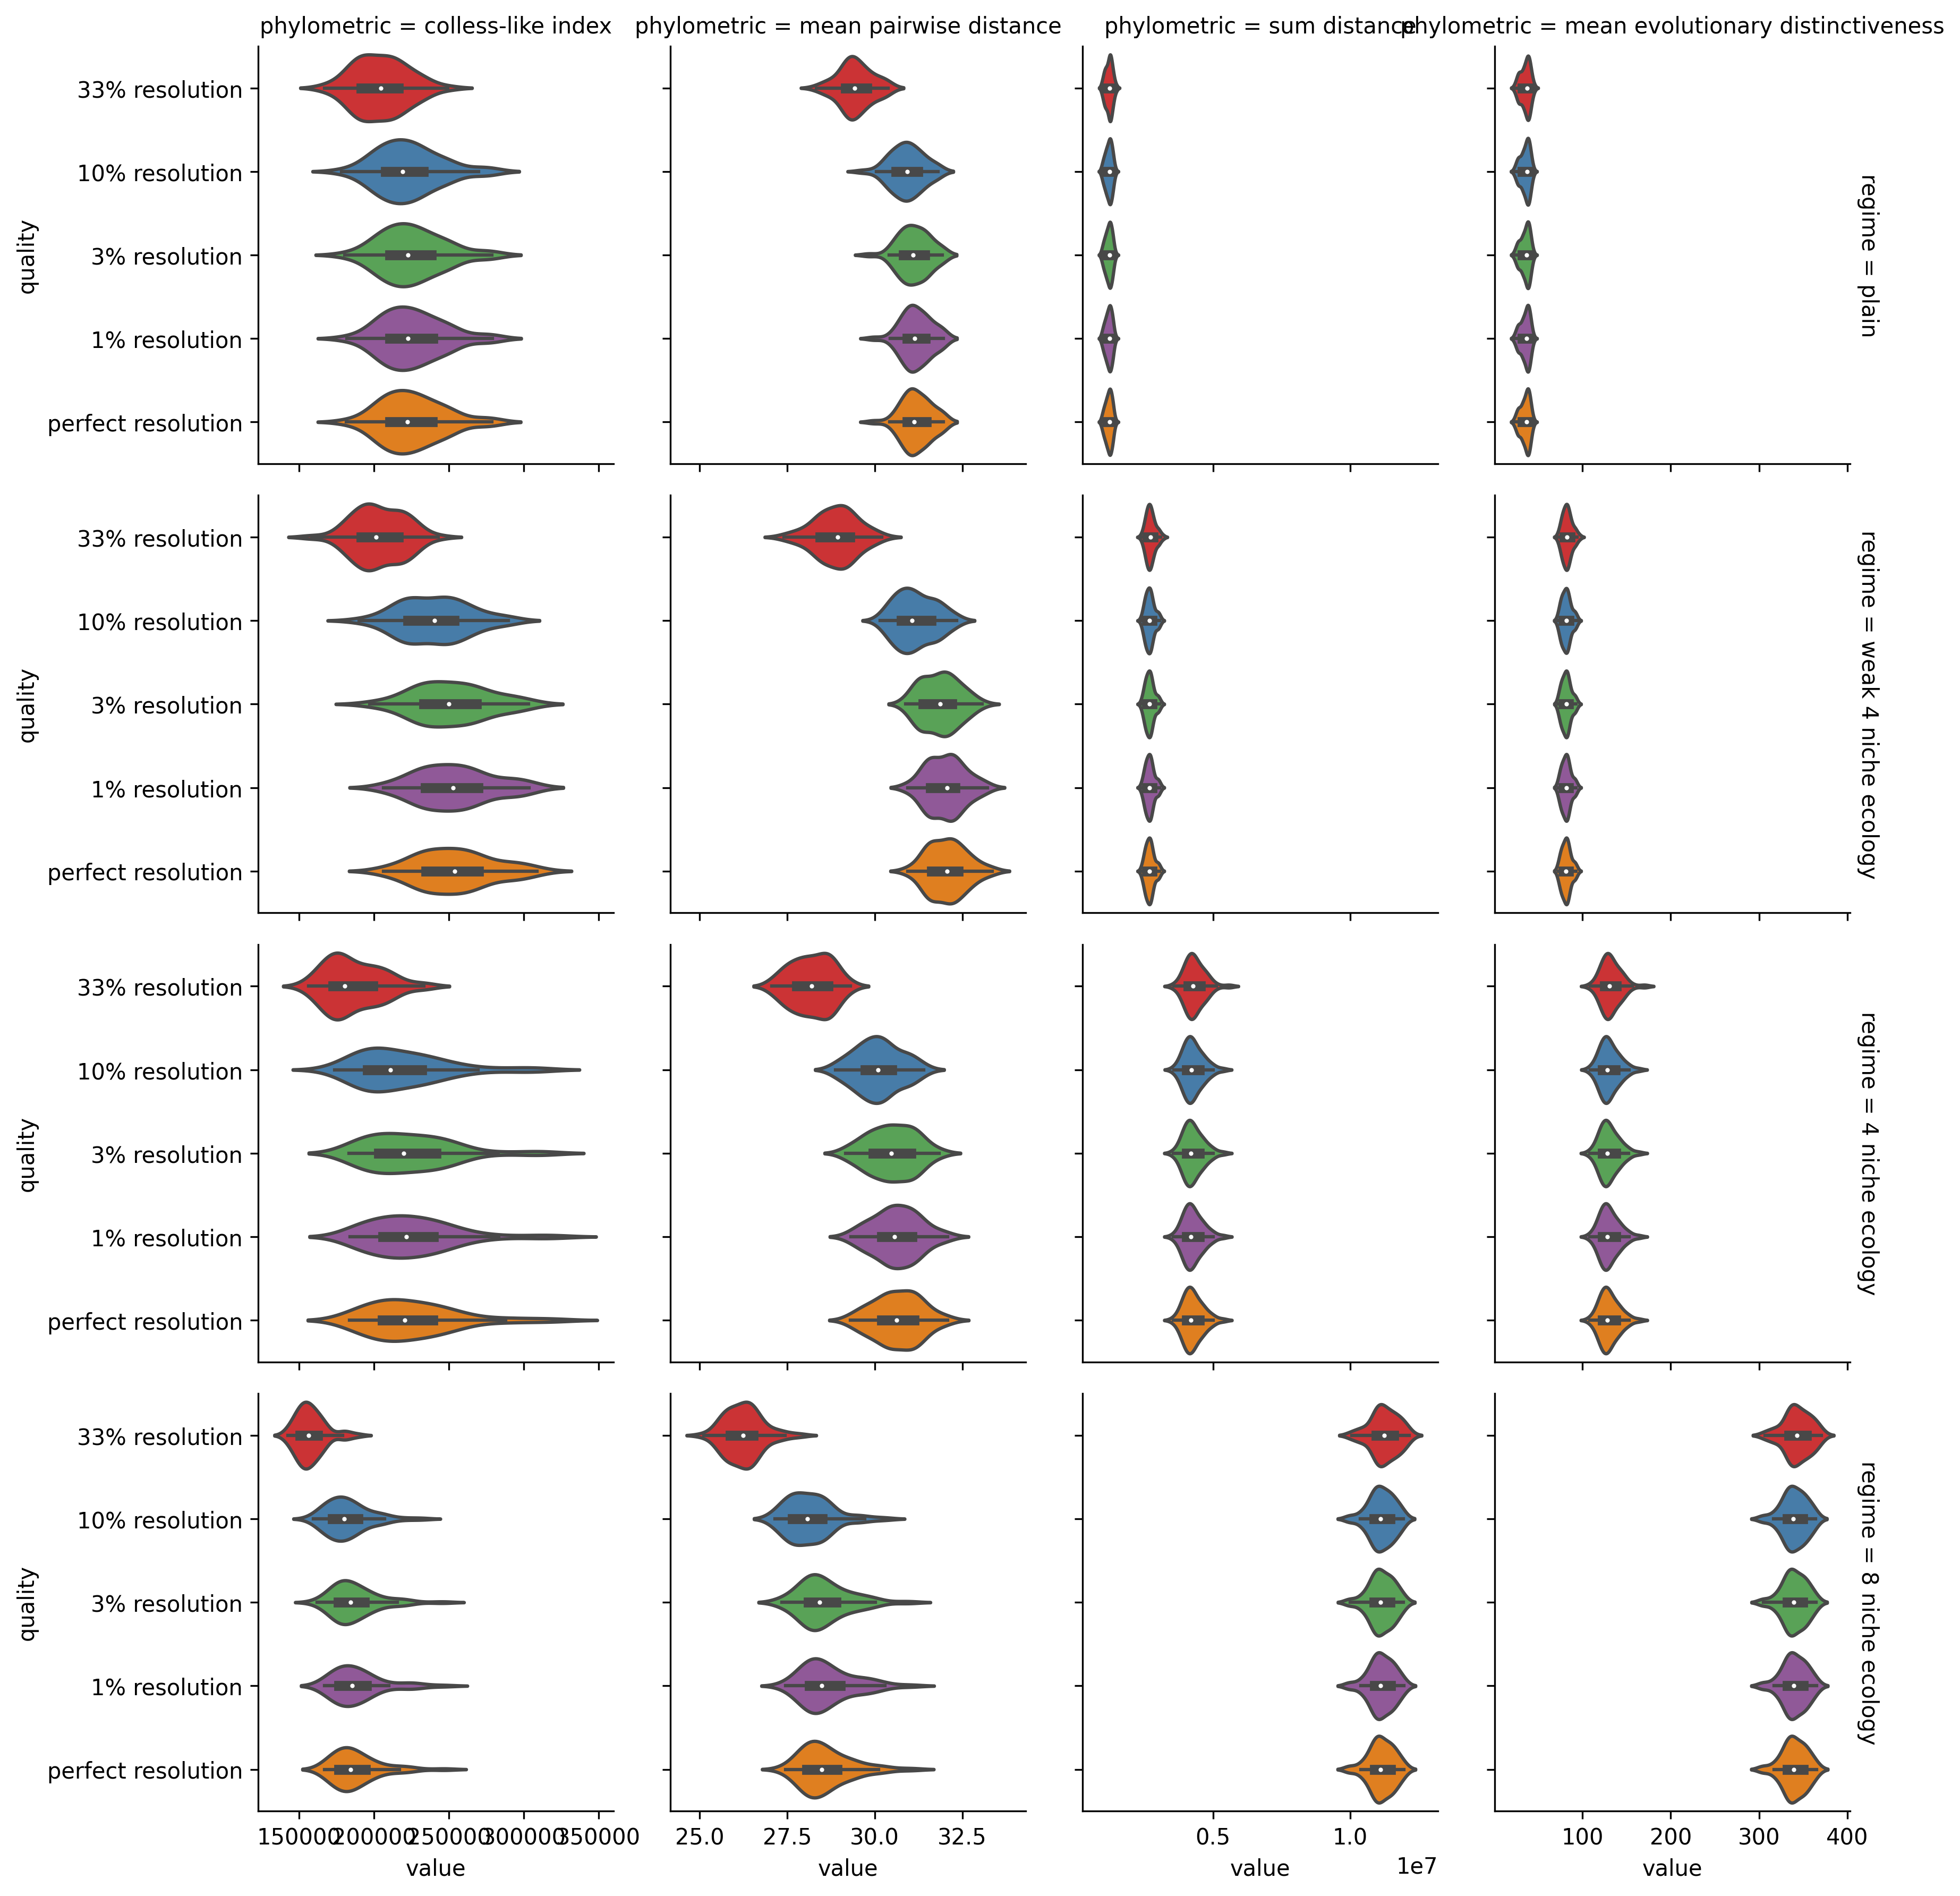 phylometric = colless-like index
phylometric = mean pairwise distance
phylometric = sum distance
phylometric = mean evolutionary distinctiveness
quality
33% resolution
10% resolution
3% resolution
1% resolution
perfect resolution
regime = plain
quality
33% resolution
10% resolution
3% resolution
1% resolution
perfect resolution
regime = weak 4 niche ecology
quality
33% resolution
10% resolution
3% resolution
1% resolution
perfect resolution
regime = 4 niche ecology
quality
33% resolution
10% resolution
3% resolution
1% resolution
perfect resolution
regime = 8 niche ecology
150000 200000 250000 300000 350000
value
25.0 27.5 30.0 32.5
value
0.5 1.0
1e7
value
100 200 300 400
value